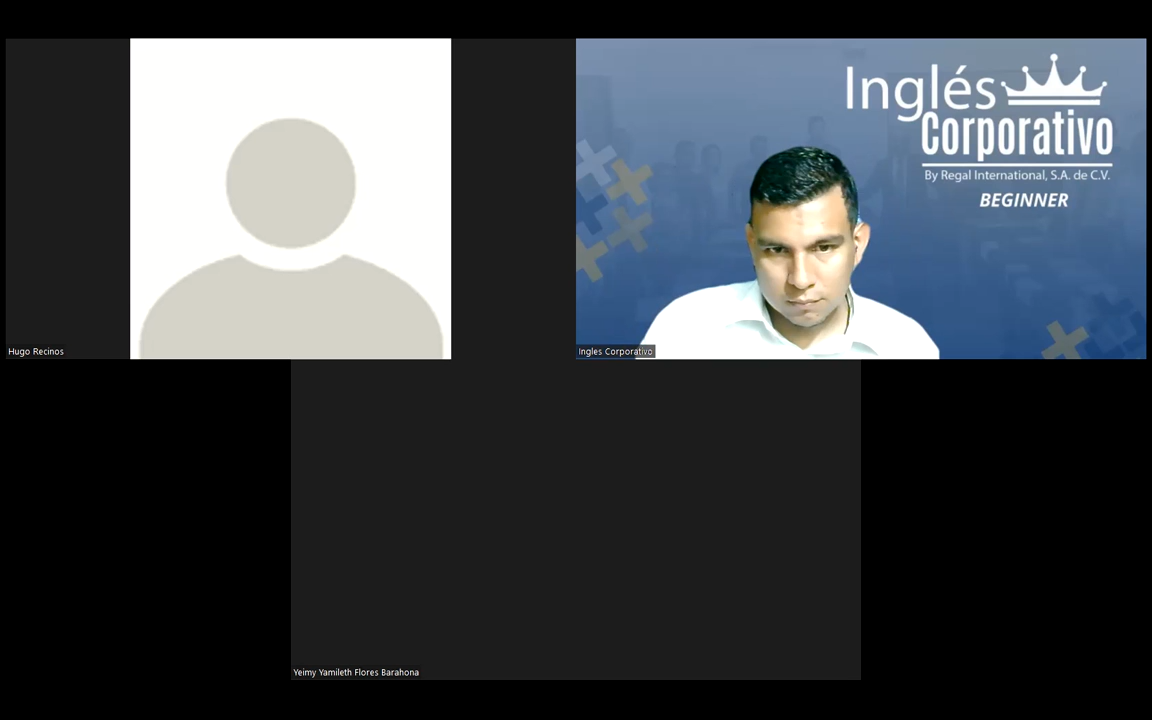 Inglés
Corporativo
By Regal International, S.A. de C.V.
BEGINNER
Hugo Recinos
Ingles Corporativo
Yeimy Yamileth Flores Barahona